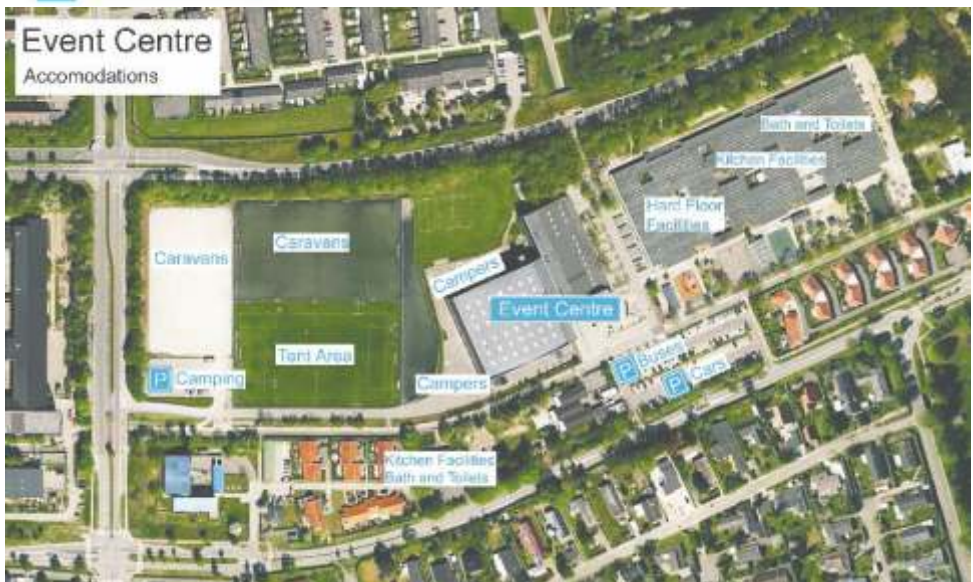 Event Centre
Accomodations
Bath and Toilets
Kitchen Facilities
Hard Floor
Facilities
Caravans
Caravans
Campers
Event Centre
Tent Area
P Buses
P Camping
Campers
P Cars
Kitchen Facilities
Bath and Toilets